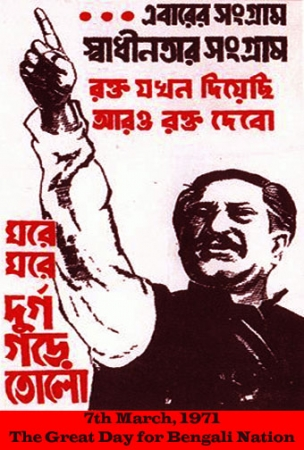 ... এবারের সংগ্রাম
স্বাধীনতার সংগ্রাম
রক্ত যখন দিয়েছি
আরও রক্ত দেবো
ঘরে
ঘরে
দুর্গ
গড়ে
তোলো
7th March, 1971
The Great Day for Bengali Nation